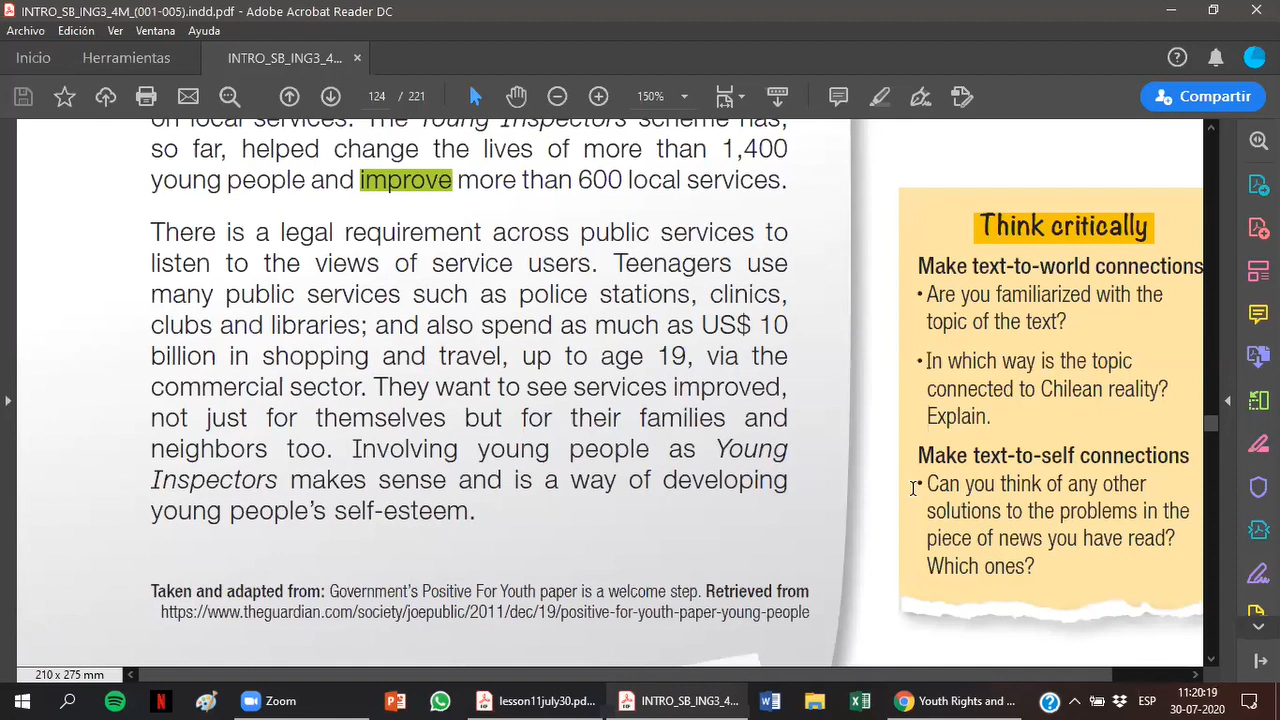 INTRO_SB_ING3_4M_(001-005).indd.pdf - Adobe Acrobat Reader DC
Archivo Edición Ver Ventana Ayuda
Inicio Herramientas INTRO_SB_ING3_4... ×
124 / 221 150% Compartir
on local services. The Young Inspectors scheme has,
so far, helped change the lives of more than 1,400
young people and improve more than 600 local services.
There is a legal requirement across public services to
listen to the views of service users. Teenagers use
many public services such as police stations, clinics,
clubs and libraries; and also spend as much as US$ 10
billion in shopping and travel, up to age 19, via the
commercial sector. They want to see services improved,
not just for themselves but for their families and
neighbors too. Involving young people as Young
Inspectors makes sense and is a way of developing
young people's self-esteem.
Taken and adapted from: Government's Positive For Youth paper is a welcome step. Retrieved from
https://www.theguardian.com/society/joepublic/2011/dec/19/positive-for-youth-paper-young-people
Think critically
Make text-to-world connections
• Are you familiarized with the
topic of the text?
• In which way is the topic
connected to Chilean reality?
Explain.
Make text-to-self connections
• Can you think of any other
solutions to the problems in the
piece of news you have read?
Which ones?
210 x 275 mm
Zoom lesson11july30.pd... INTRO_SB_ING3_4... Youth Rights and ... ESP 11:20:19
30-07-2020